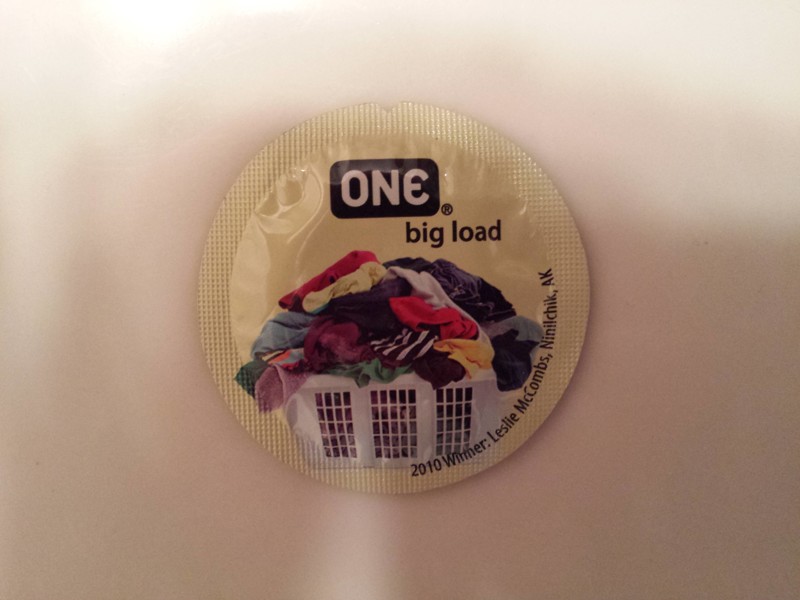 ONE®
big load
2010 Winner: Leslie McCombs, Ninilchik, AK